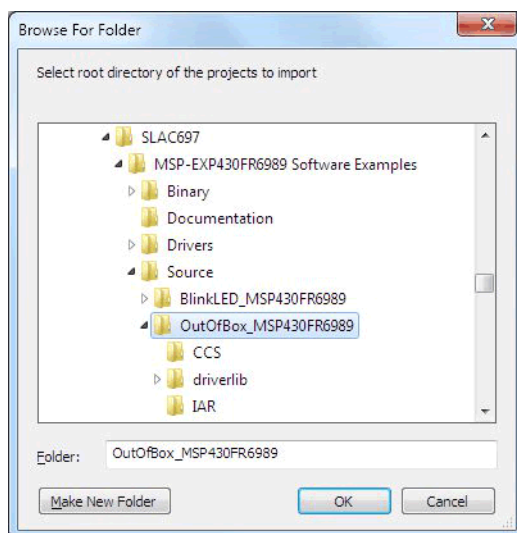 Browse For Folder
Select root directory of the projects to import
SLAC697
MSP-EXP430FR6989 Software Examples
Binary
Documentation
Drivers
Source
BlinkLED_MSP430FR6989
OutOfBox_MSP430FR6989
CCS
driverlib
IAR
Folder: OutOfBox_MSP430FR6989
Make New Folder OK Cancel